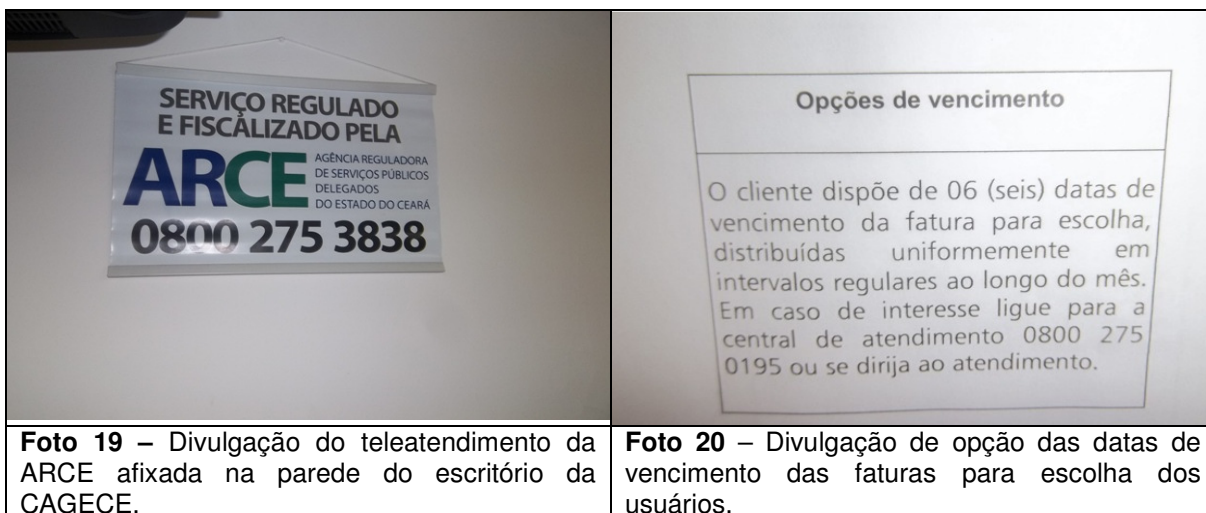 SERVIÇO REGULADO
E FISCALIZADO PELA
ARCE
AGÊNCIA REGULADORA
DE SERVIÇOS PÚBLICOS
DELEGADOS
DO ESTADO DO CEARÁ
0800 275 3838
Opções de vencimento
O cliente dispõe de 06 (seis) datas de
vencimento da fatura para escolha,
distribuídas uniformemente em
intervalos regulares ao longo do mês.
Em caso de interesse ligue para a
central de atendimento 0800 275
0195 ou se dirija ao atendimento.
Foto 19 – Divulgação do teleatendimento da
ARCE afixada na parede do escritório da
CAGECE.
Foto 20 – Divulgação de opção das datas de
vencimento das faturas para escolha dos
usuários.